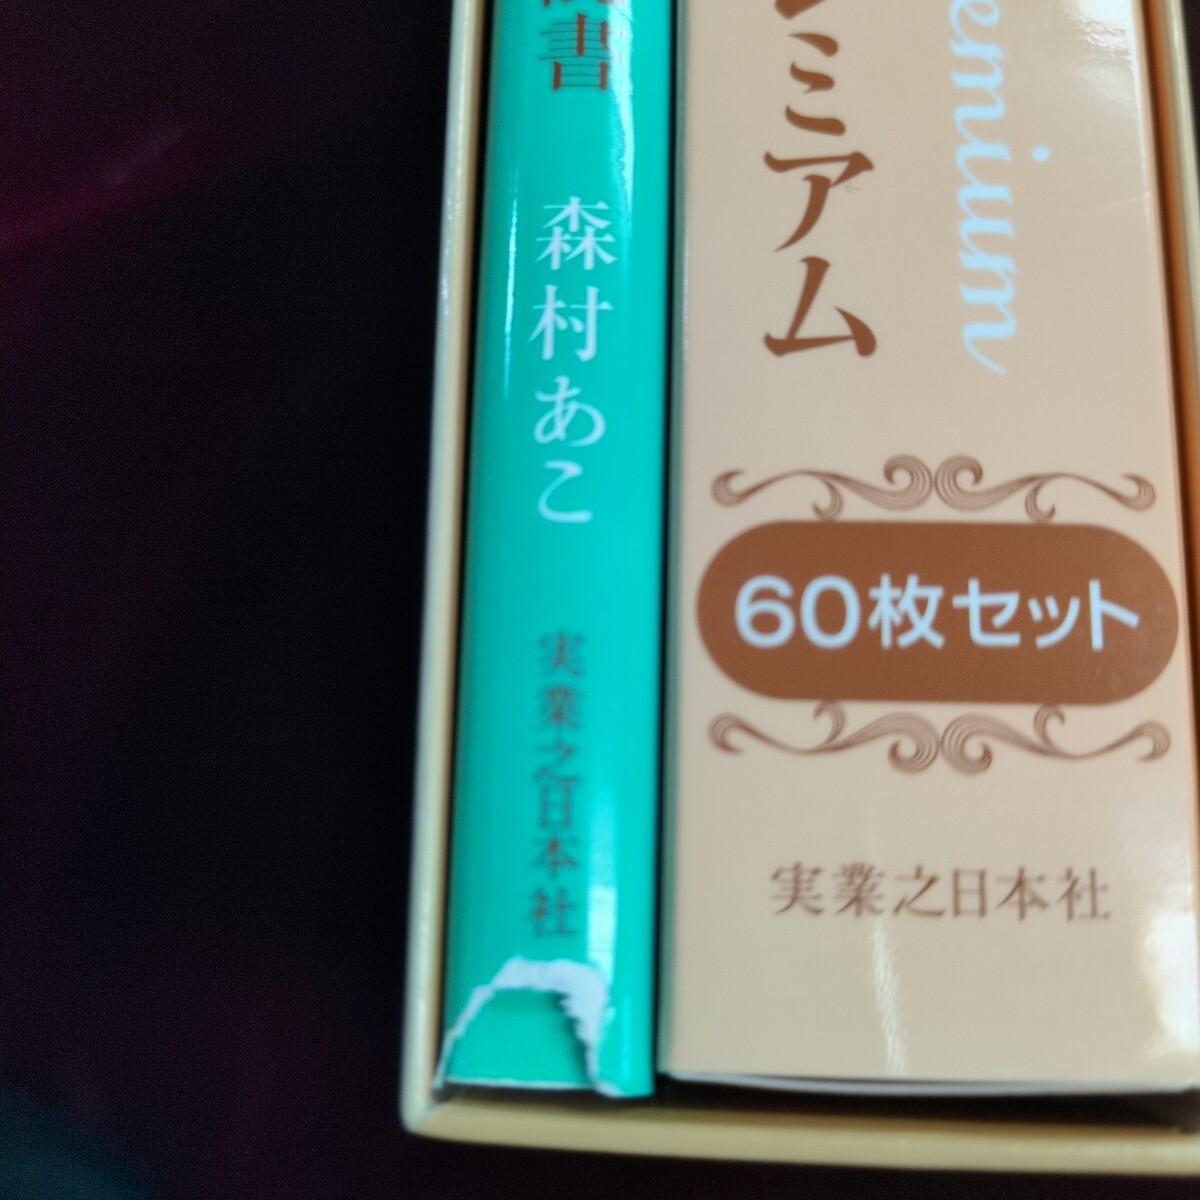 書
森村あこ
実業之日本社
ミアム
emium
60枚セット
実業之日本社